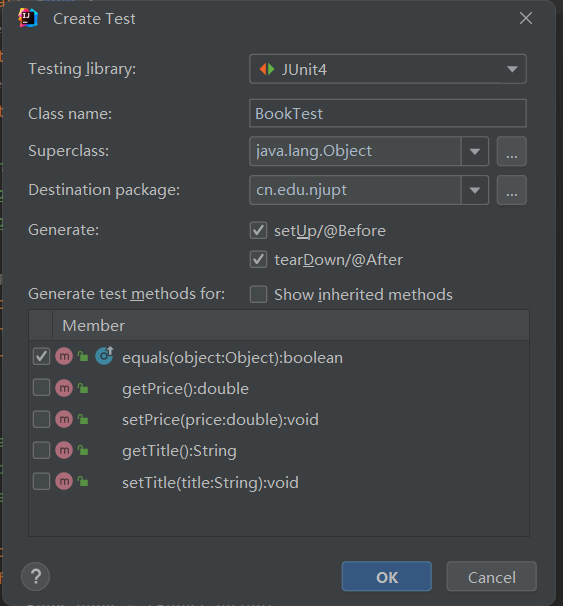 Create Test
Testing library: JUnit4
Class name: BookTest
Superclass: java.lang.Object ...
Destination package: cn.edu.njupt ...
Generate: setUp/@Before
tearDown/@After
Generate test methods for: Show inherited methods
Member
m equals(object:Object):boolean
m getPrice():double
m setPrice(price:double):void
m getTitle():String
m setTitle(title:String):void
? OK Cancel